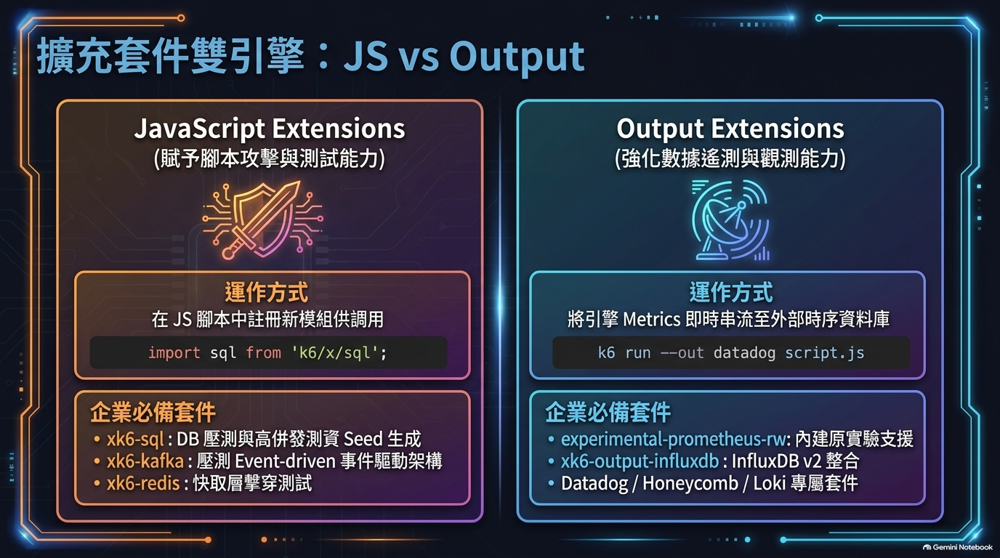 擴充套件雙引擎：JS vs Output
JavaScript Extensions
(賦予腳本攻擊與測試能力)
運作方式
在 JS 腳本中註冊新模組供調用
import sql from 'k6/x/sql';
企業必備套件
• xk6-sql : DB 壓測與高併發測資 Seed 生成
• xk6-kafka : 壓測 Event-driven 事件驅動架構
• xk6-redis : 快取層擊穿測試
Output Extensions
(強化數據遙測與觀測能力)
運作方式
將引擎 Metrics 即時串流至外部時序資料庫
k6 run --out datadog script.js
企業必備套件
• experimental-prometheus-rw: 內建原實驗支援
• xk6-output-influxdb : InfluxDB v2 整合
• Datadog / Honeycomb / Loki 專屬套件
Gemini Notebook